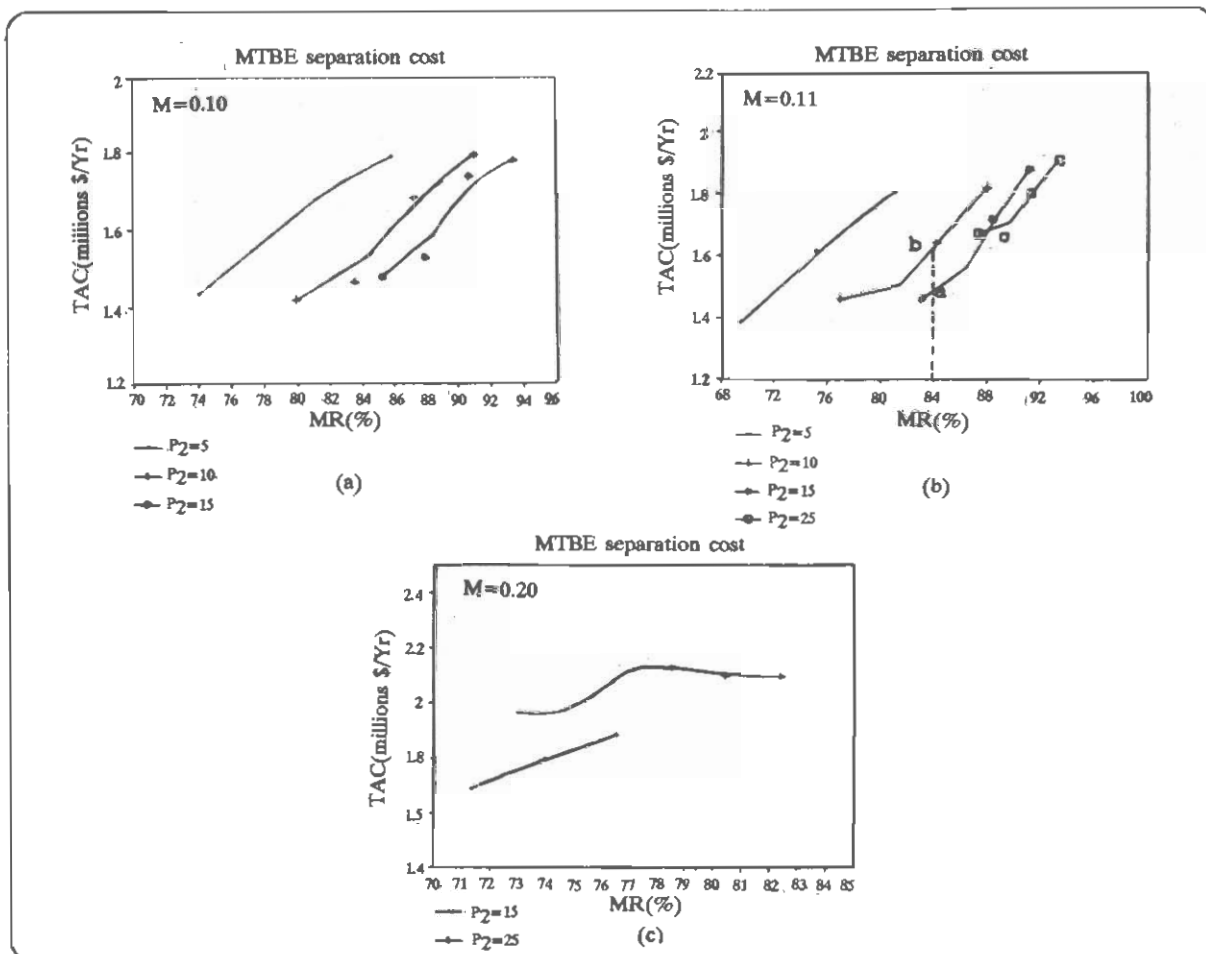 MTBE separation cost
M=0.10
TAC(millions $/Yr)
2
1.8
1.6
1.4
1.2
70 72 74 76 78 80 82 84 86 88 90 92 94 96
MR(%)
P2=5
P2=10
P2=15
(a)
MTBE separation cost
M=0.11
TAC(millions $/Yr)
2.2
2
1.8
1.6
1.4
1.2
b
a
68 72 76 80 84 88 92 96 100
MR(%)
P2=5
P2=10
P2=15
P2=25
(b)
MTBE separation cost
M=0.20
TAC(millions $/Yr)
2.4
2.2
2
1.8
1.5
1.4
70 71 72 73 74 75 76 77 78 79 80 81 82 83 84 85
MR(%)
P2=15
P2=25
(c)